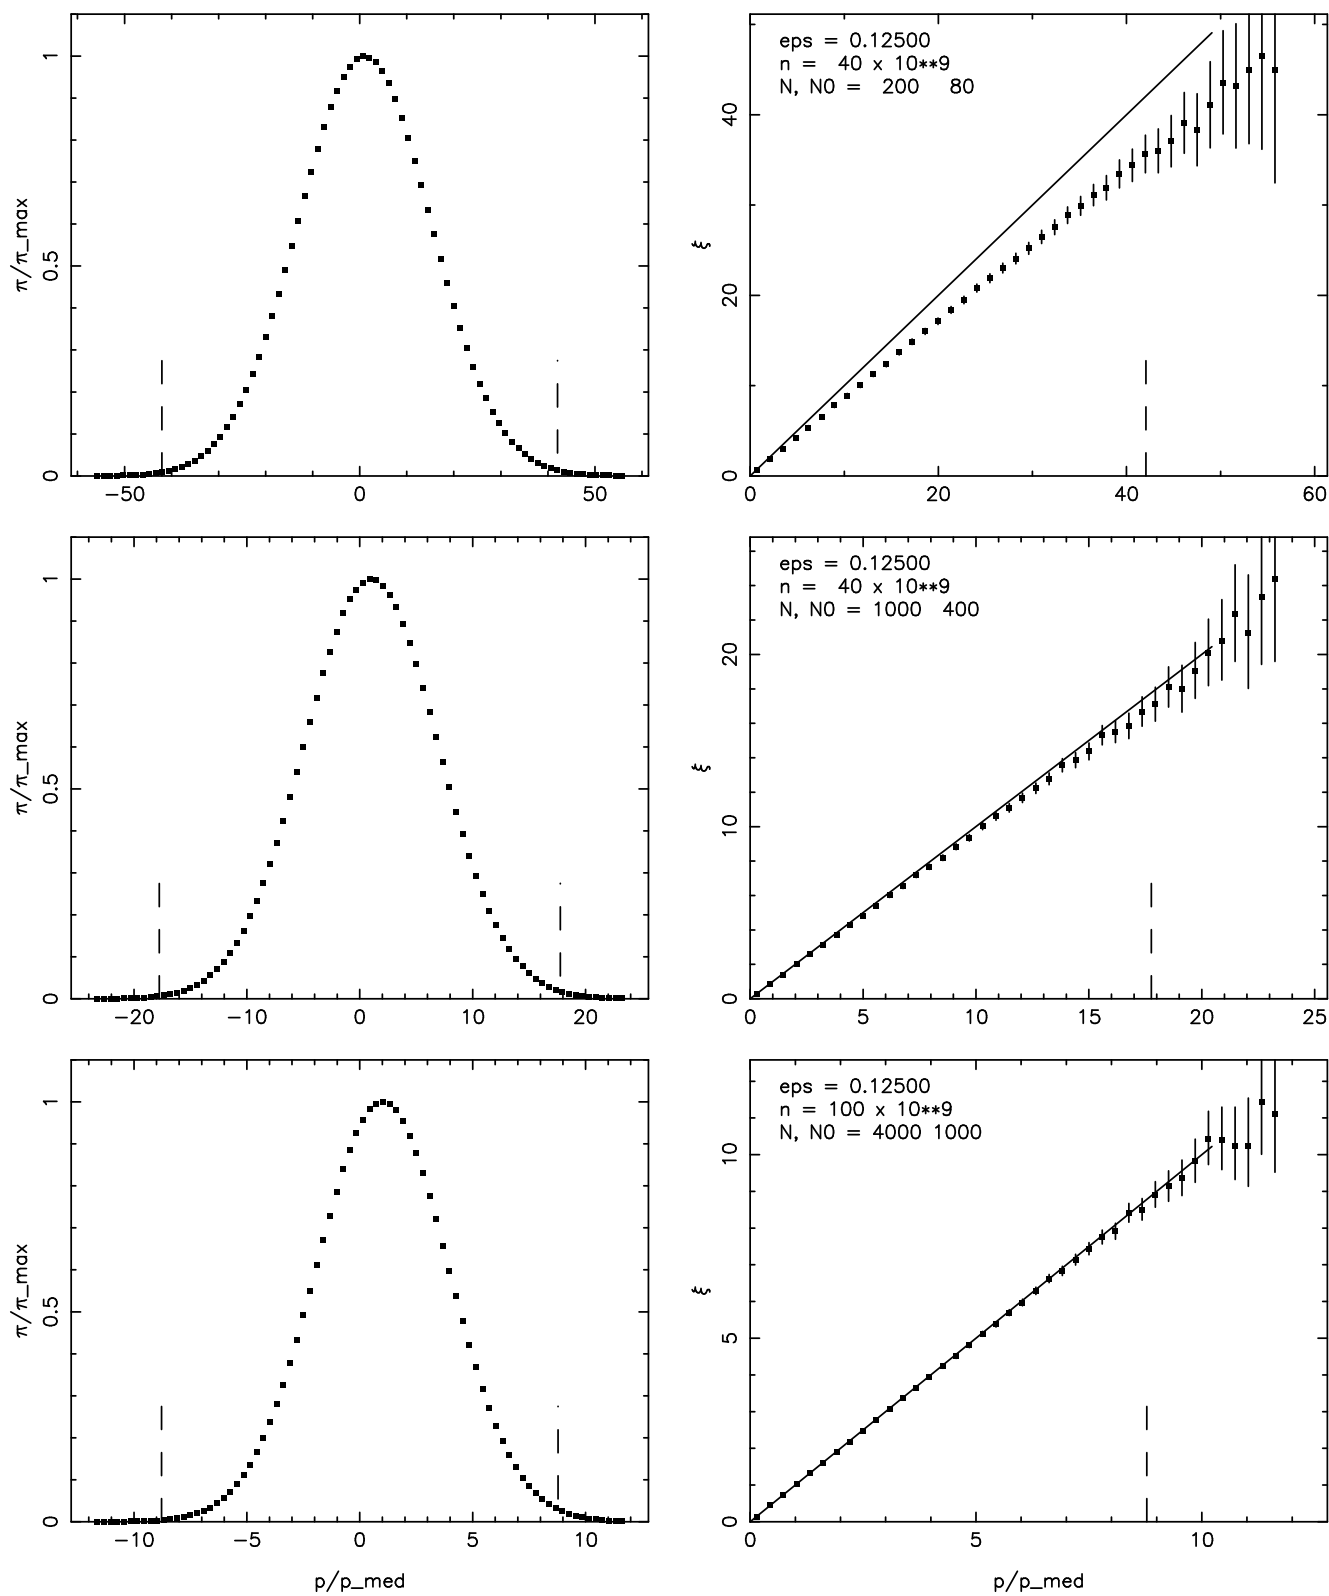 π/π_max
1
0.5
0
−50
0
50
eps = 0.12500
n = 40 x 10**9
N, N0 = 200 80
ξ
40
20
0
0
20
40
60
π/π_max
1
0.5
0
−20
−10
0
10
20
eps = 0.12500
n = 40 x 10**9
N, N0 = 1000 400
ξ
20
10
0
0
5
10
15
20
25
π/π_max
1
0.5
0
−10
−5
0
5
10
p/p_med
eps = 0.12500
n = 100 x 10**9
N, N0 = 4000 1000
ξ
10
5
0
0
5
10
p/p_med